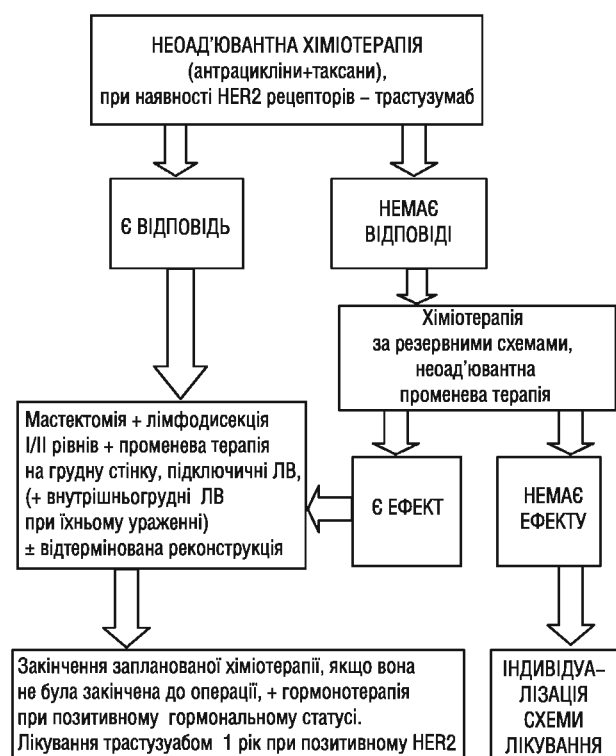 НЕОАД’ЮВАНТНА ХІМІОТЕРАПІЯ
(антрацикліни+таксани),
при наявності HER2 рецепторів – трастузумаб
Є ВІДПОВІДЬ
НЕМАЄ
ВІДПОВІДІ
Хіміотерапія
за резервними схемами,
неоад’ювантна
променева терапія
Мастектомія + лімфодисекція
І/ІІ рівнів + променева терапія
на грудну стінку, підключичні ЛВ,
(+ внутрішньогрудні ЛВ
при їхньому ураженні)
± відтермінована реконструкція
Є ЕФЕКТ
НЕМАЄ
ЕФЕКТУ
Закінчення запланованої хіміотерапії, якщо вона
не була закінчена до операції, + гормонотерапія
при позитивному гормональному статусі.
Лікування трастузуабом 1 рік при позитивному HER2
ІНДИВІДУА–
ЛІЗАЦІЯ
СХЕМИ
ЛІКУВАННЯ